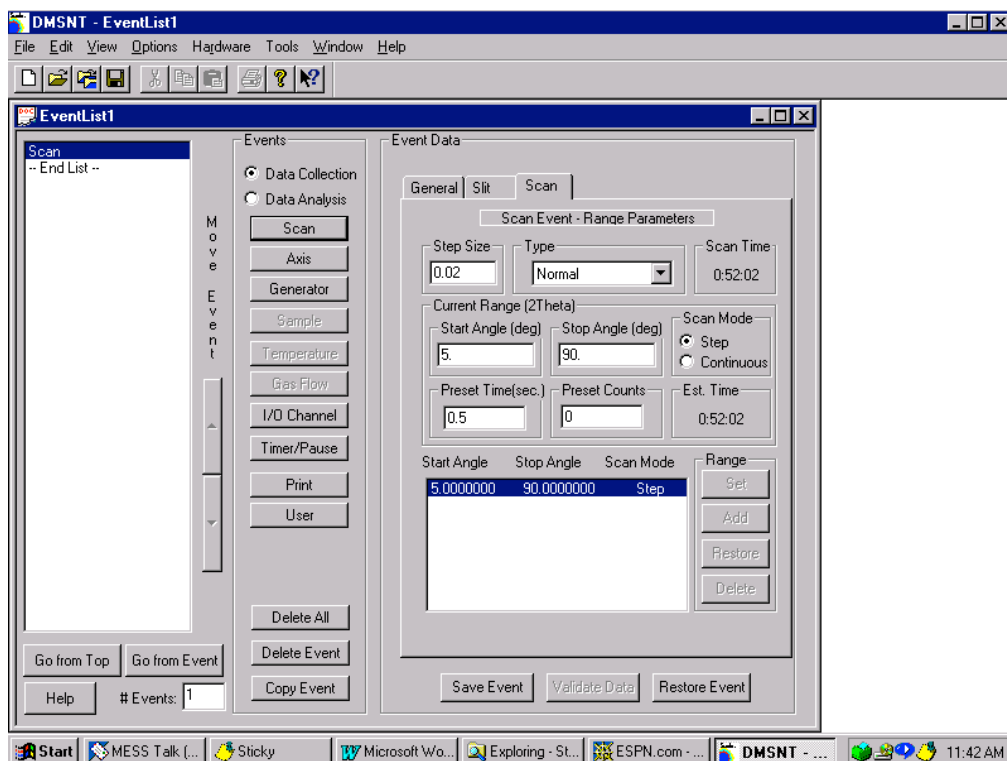 DMSNT - EventList1
File Edit View Options Hardware Tools Window Help
EventList1
Scan
-- End List --
Move Event
Go from Top
Go from Event
Help
# Events: 1
Events
Data Collection
Data Analysis
Scan
Axis
Generator
Sample
Temperature
Gas Flow
I/O Channel
Timer/Pause
Print
User
Delete All
Delete Event
Copy Event
Event Data
General Slit Scan
Scan Event - Range Parameters
Step Size Type Scan Time
0.02 Normal 0:52:02
Current Range (2Theta)
Start Angle (deg) Stop Angle (deg) Scan Mode
5. 90. Step
Continuous
Preset Time(sec.) Preset Counts Est. Time
0.5 0 0:52:02
Start Angle Stop Angle Scan Mode Range
5.0000000 90.0000000 Step
Set
Add
Restore
Delete
Save Event Validate Data Restore Event
Start MESS Talk (... Sticky Microsoft Wo... Exploring - St... ESPN.com - ... DMSNT - ... 11:42 AM